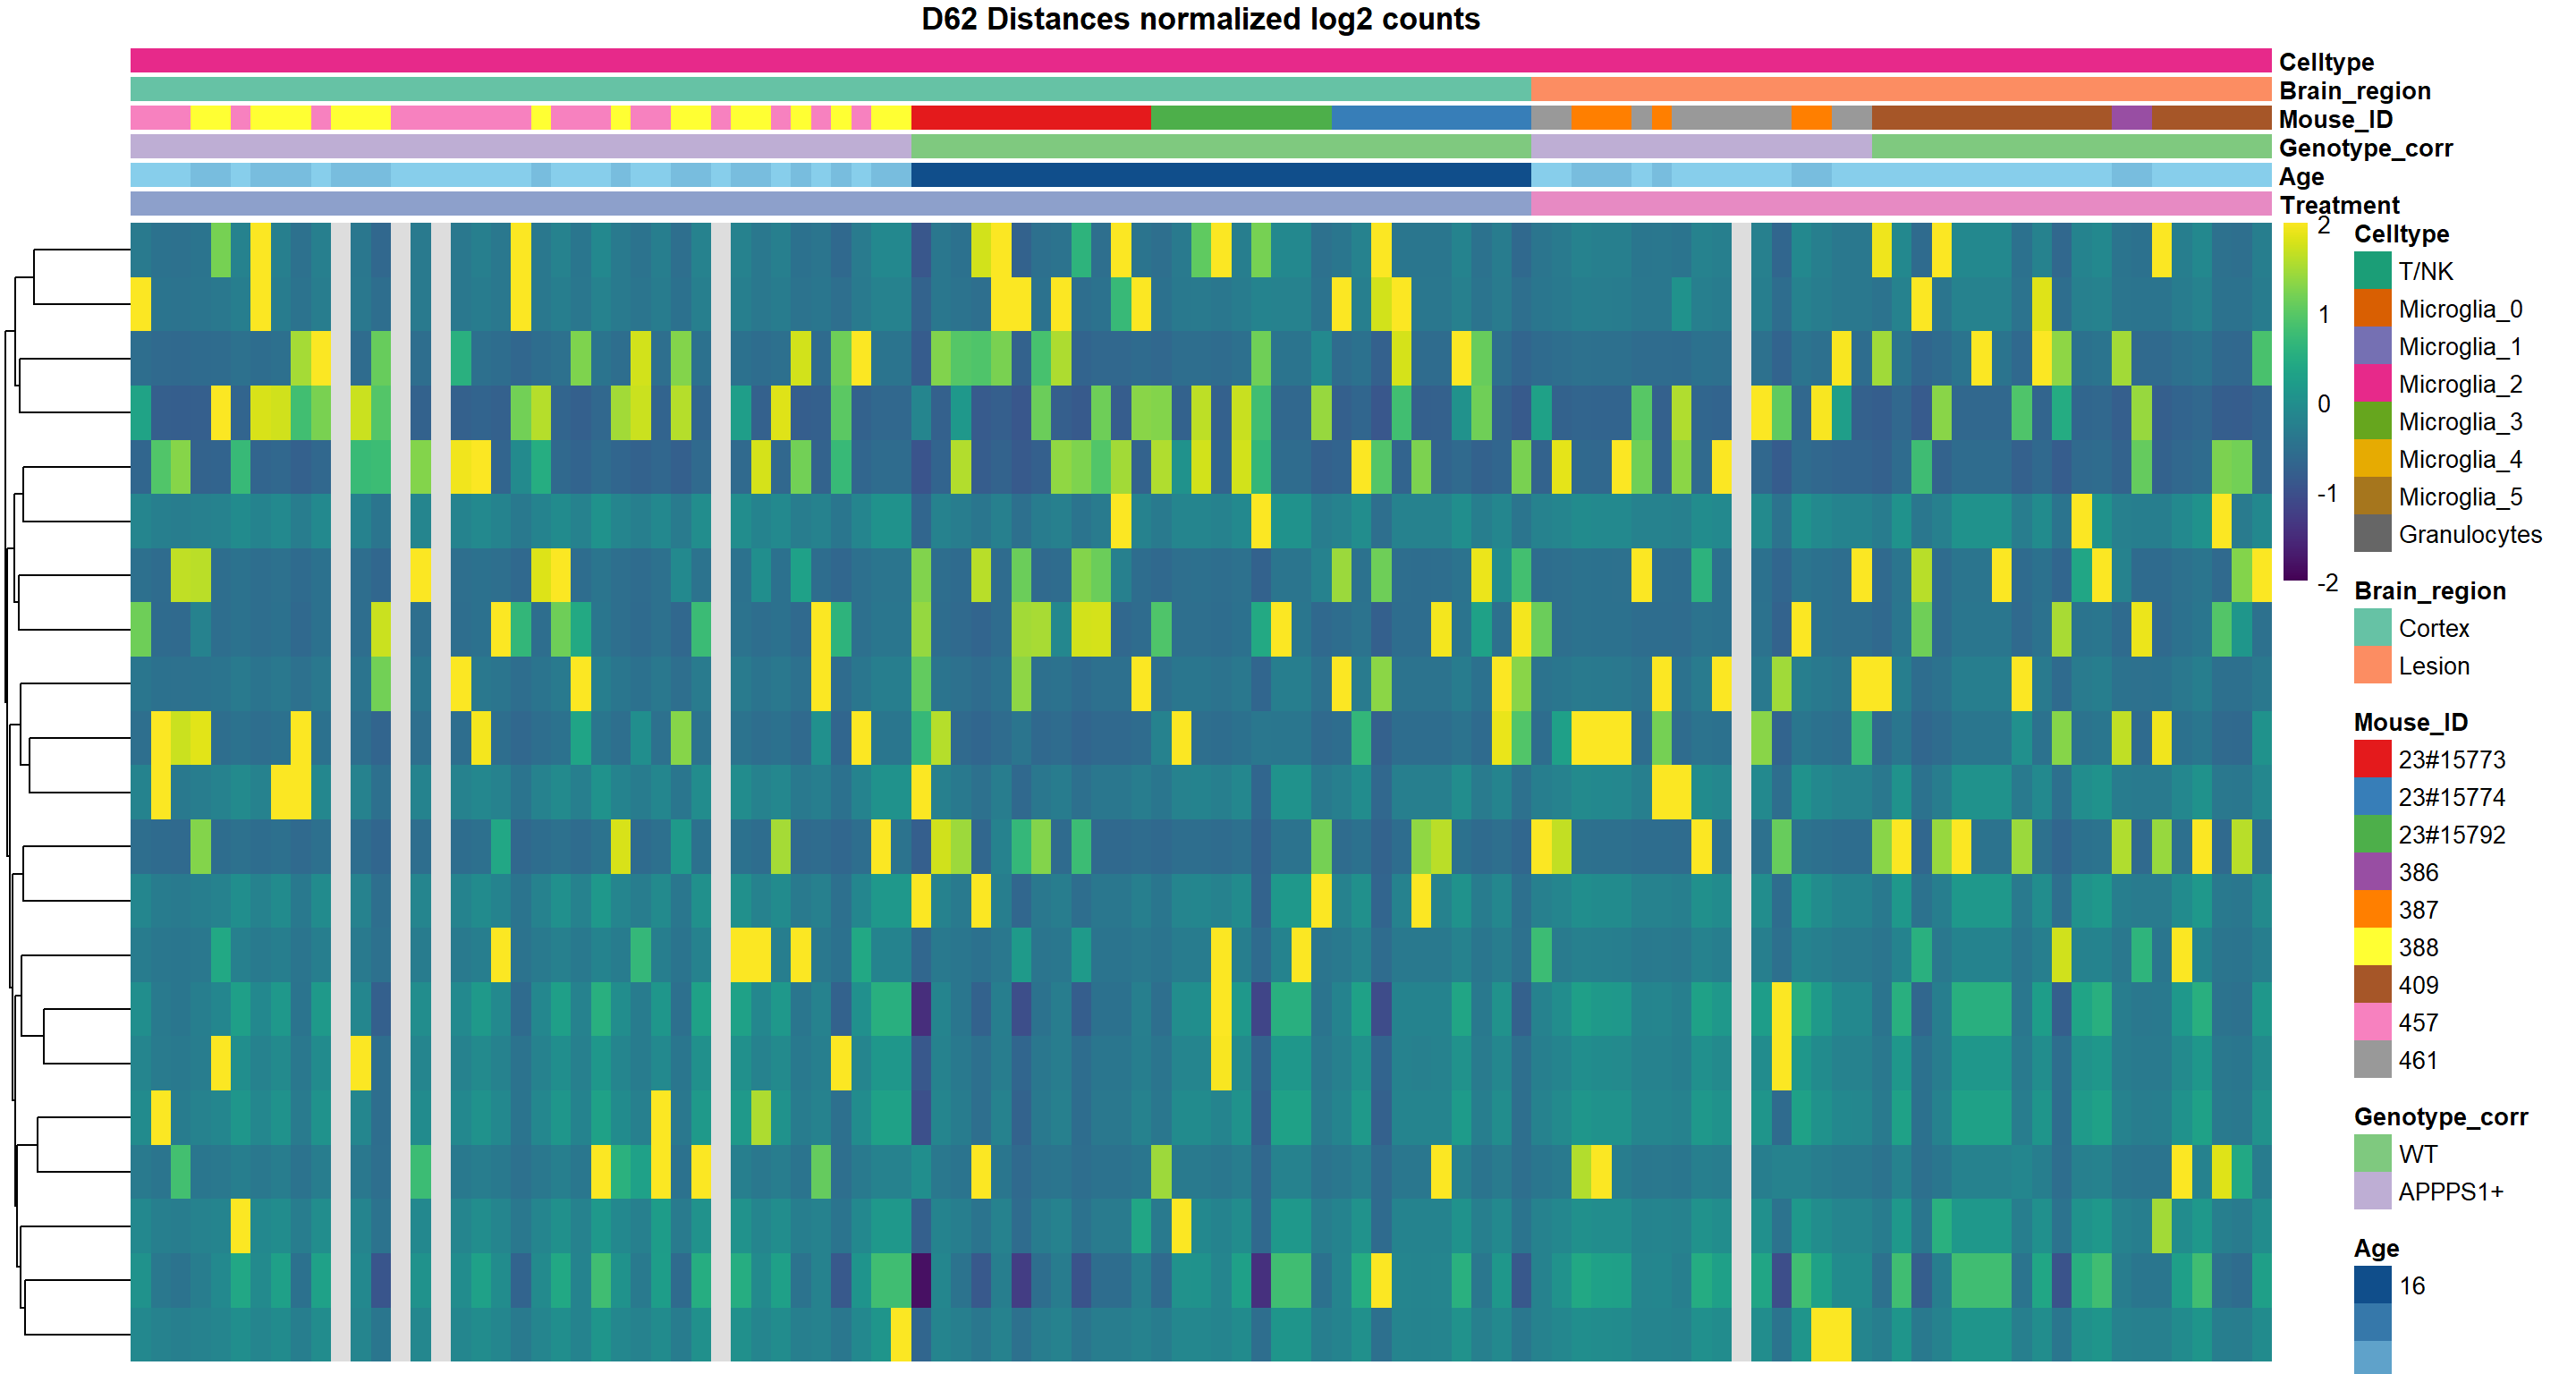 D62 Distances normalized log2 counts
Celltype
Brain_region
Mouse_ID
Genotype_corr
Age
Treatment
2
1
0
-1
-2
Celltype
T/NK
Microglia_0
Microglia_1
Microglia_2
Microglia_3
Microglia_4
Microglia_5
Granulocytes
Brain_region
Cortex
Lesion
Mouse_ID
23#15773
23#15774
23#15792
386
387
388
409
457
461
Genotype_corr
WT
APPPS1+
Age
16